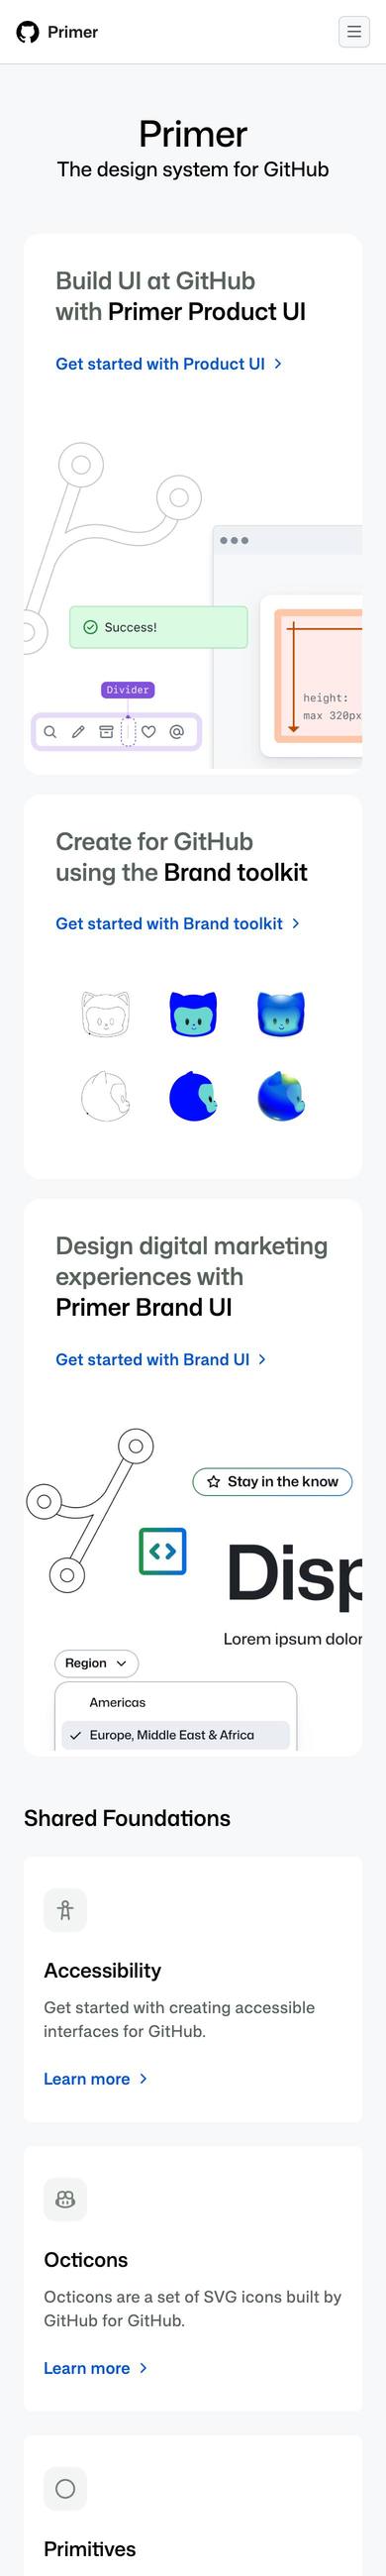 Primer
Primer
The design system for GitHub
Build UI at GitHub
with Primer Product UI
Get started with Product UI
Success!
Divider
height:
max 320px
Create for GitHub
using the Brand toolkit
Get started with Brand toolkit
Design digital marketing
experiences with
Primer Brand UI
Get started with Brand UI
Stay in the know
Disp
Lorem ipsum dolor
Region
Americas
Europe, Middle East & Africa
Shared Foundations
Accessibility
Get started with creating accessible
interfaces for GitHub.
Learn more
Octicons
Octicons are a set of SVG icons built by
GitHub for GitHub.
Learn more
Primitives